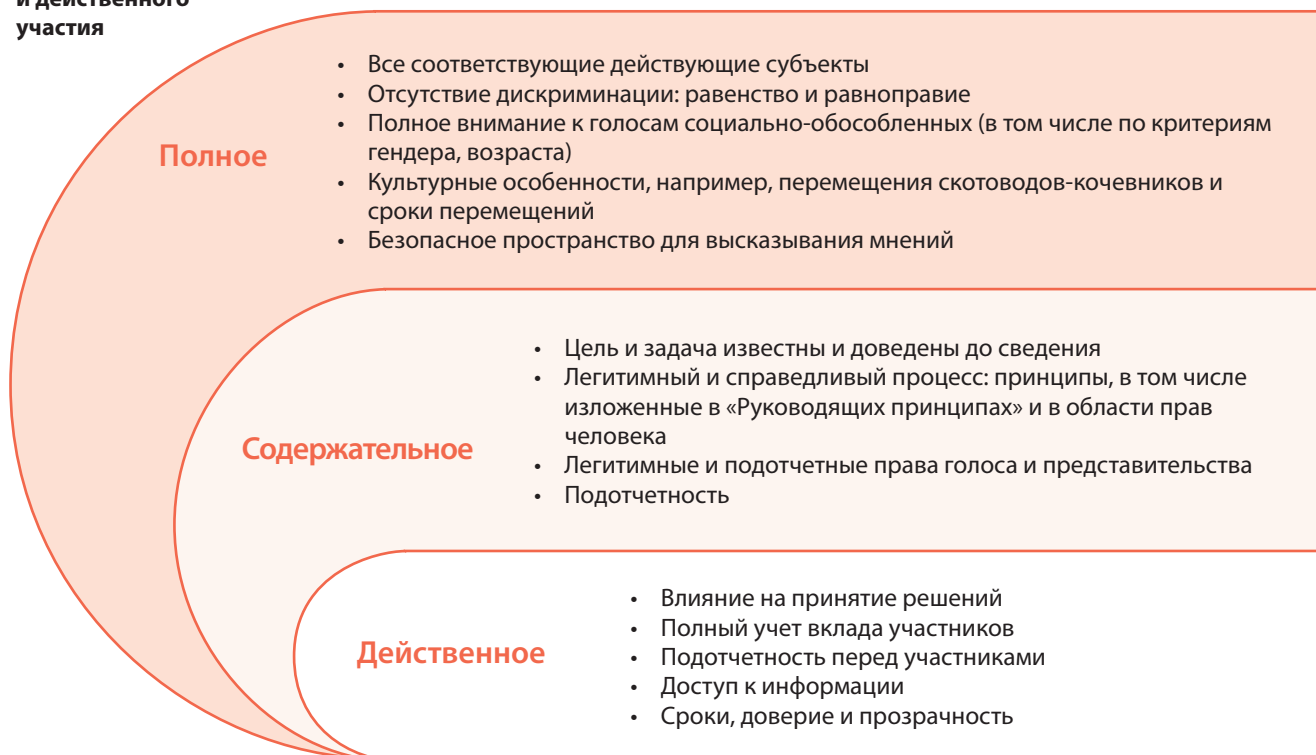 и действенного
участия
• Все соответствующие действующие субъекты
• Отсутствие дискриминации: равенство и равноправие
• Полное внимание к голосам социально-обособленных (в том числе по критериям
гендера, возраста)
• Культурные особенности, например, перемещения скотоводов-кочевников и
сроки перемещений
• Безопасное пространство для высказывания мнений
Полное
• Цель и задача известны и доведены до сведения
• Легитимный и справедливый процесс: принципы, в том числе
изложенные в «Руководящих принципах» и в области прав
человека
• Легитимные и подотчетные права голоса и представительства
• Подотчетность
Содержательное
• Влияние на принятие решений
• Полный учет вклада участников
• Подотчетность перед участниками
• Доступ к информации
• Сроки, доверие и прозрачность
Действенное